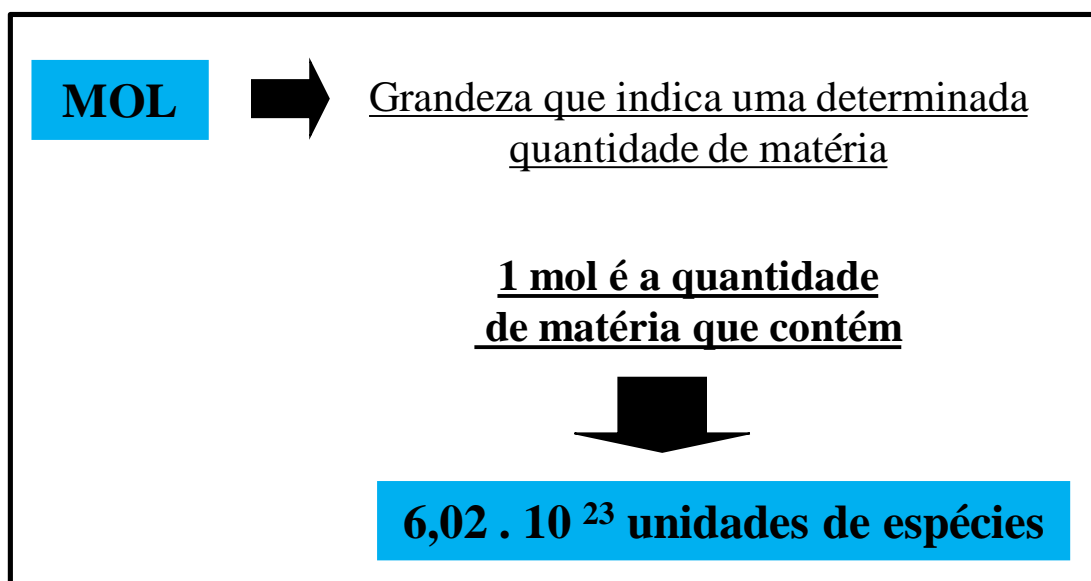 MOL
Grandeza que indica uma determinada
quantidade de matéria
1 mol é a quantidade
de matéria que contém
6,02 . 10 ²³ unidades de espécies